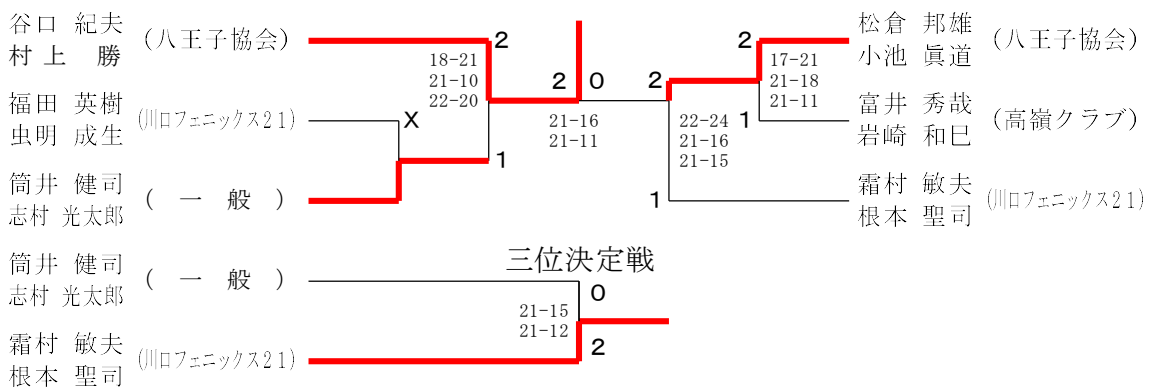 谷口 紀夫
村上 勝
(八王子協会)
福田 英樹
虫明 成生
(川口フェニックス21)
筒井 健司
志村 光太郎
( 一 般 )
2
18-21
21-10
22-20
X
1
2
0
21-16
21-11
2
2
17-21
21-18
21-11
1
22-24
21-16
21-15
1
松倉 邦雄
小池 眞道
(八王子協会)
富井 秀哉
岩崎 和巳
(高嶺クラブ)
霜村 敏夫
根本 聖司
(川口フェニックス21)
三位決定戦
筒井 健司
志村 光太郎
( 一 般 )
霜村 敏夫
根本 聖司
(川口フェニックス21)
0
21-15
21-12
2